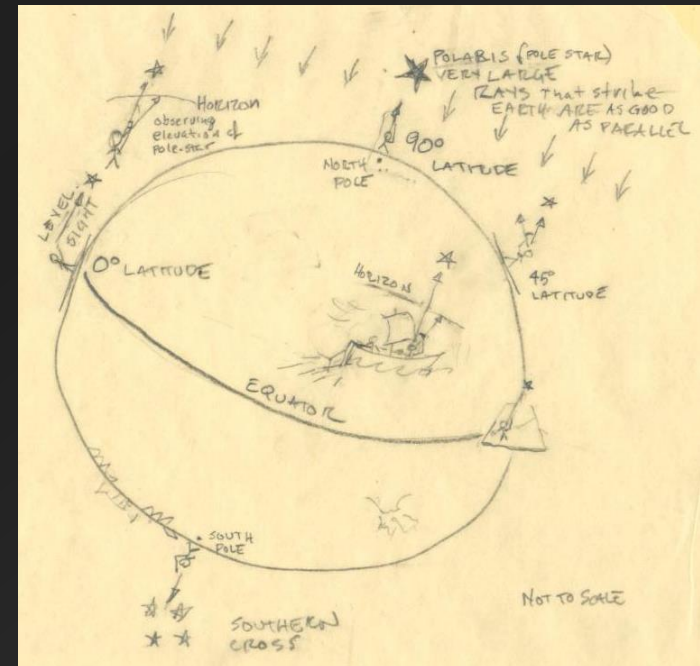 POLARIS (POLE STAR)
VERY LARGE
RAYS that strike
EARTH ARE AS GOOD
AS PARALLEL
HORIZON
observing
elevation of
pole-star
90°
LATITUDE
NORTH
POLE
LEVEL
SIGHT
0° LATITUDE
HORIZON
45°
LATITUDE
EQUATOR
SOUTH
POLE
NOT TO SCALE
SOUTHERN
CROSS